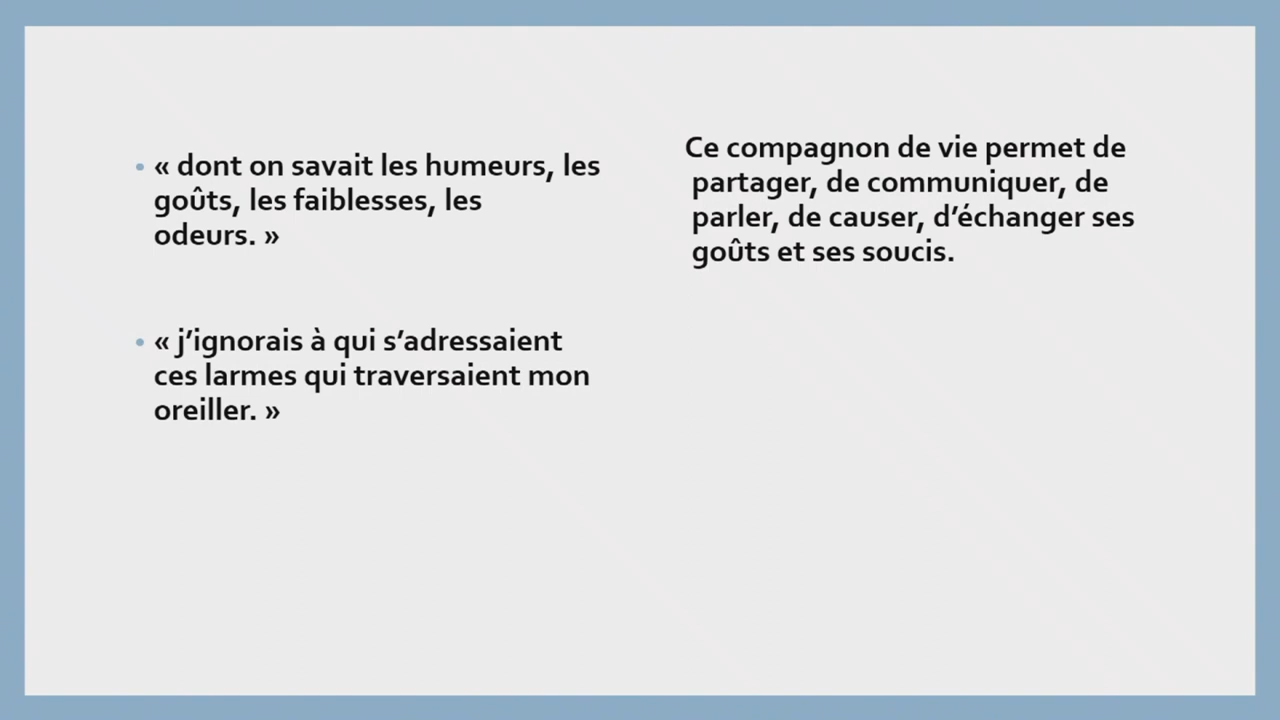 • « dont on savait les humeurs, les
goûts, les faiblesses, les
odeurs. »
• « j’ignorais à qui s’adressaient
ces larmes qui traversaient mon
oreiller. »
Ce compagnon de vie permet de
partager, de communiquer, de
parler, de causer, d’échanger ses
goûts et ses soucis.